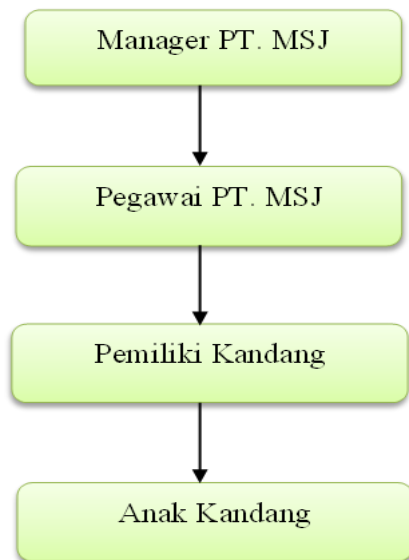 Manager PT. MSJ
Pegawai PT. MSJ
Pemiliki Kandang
Anak Kandang